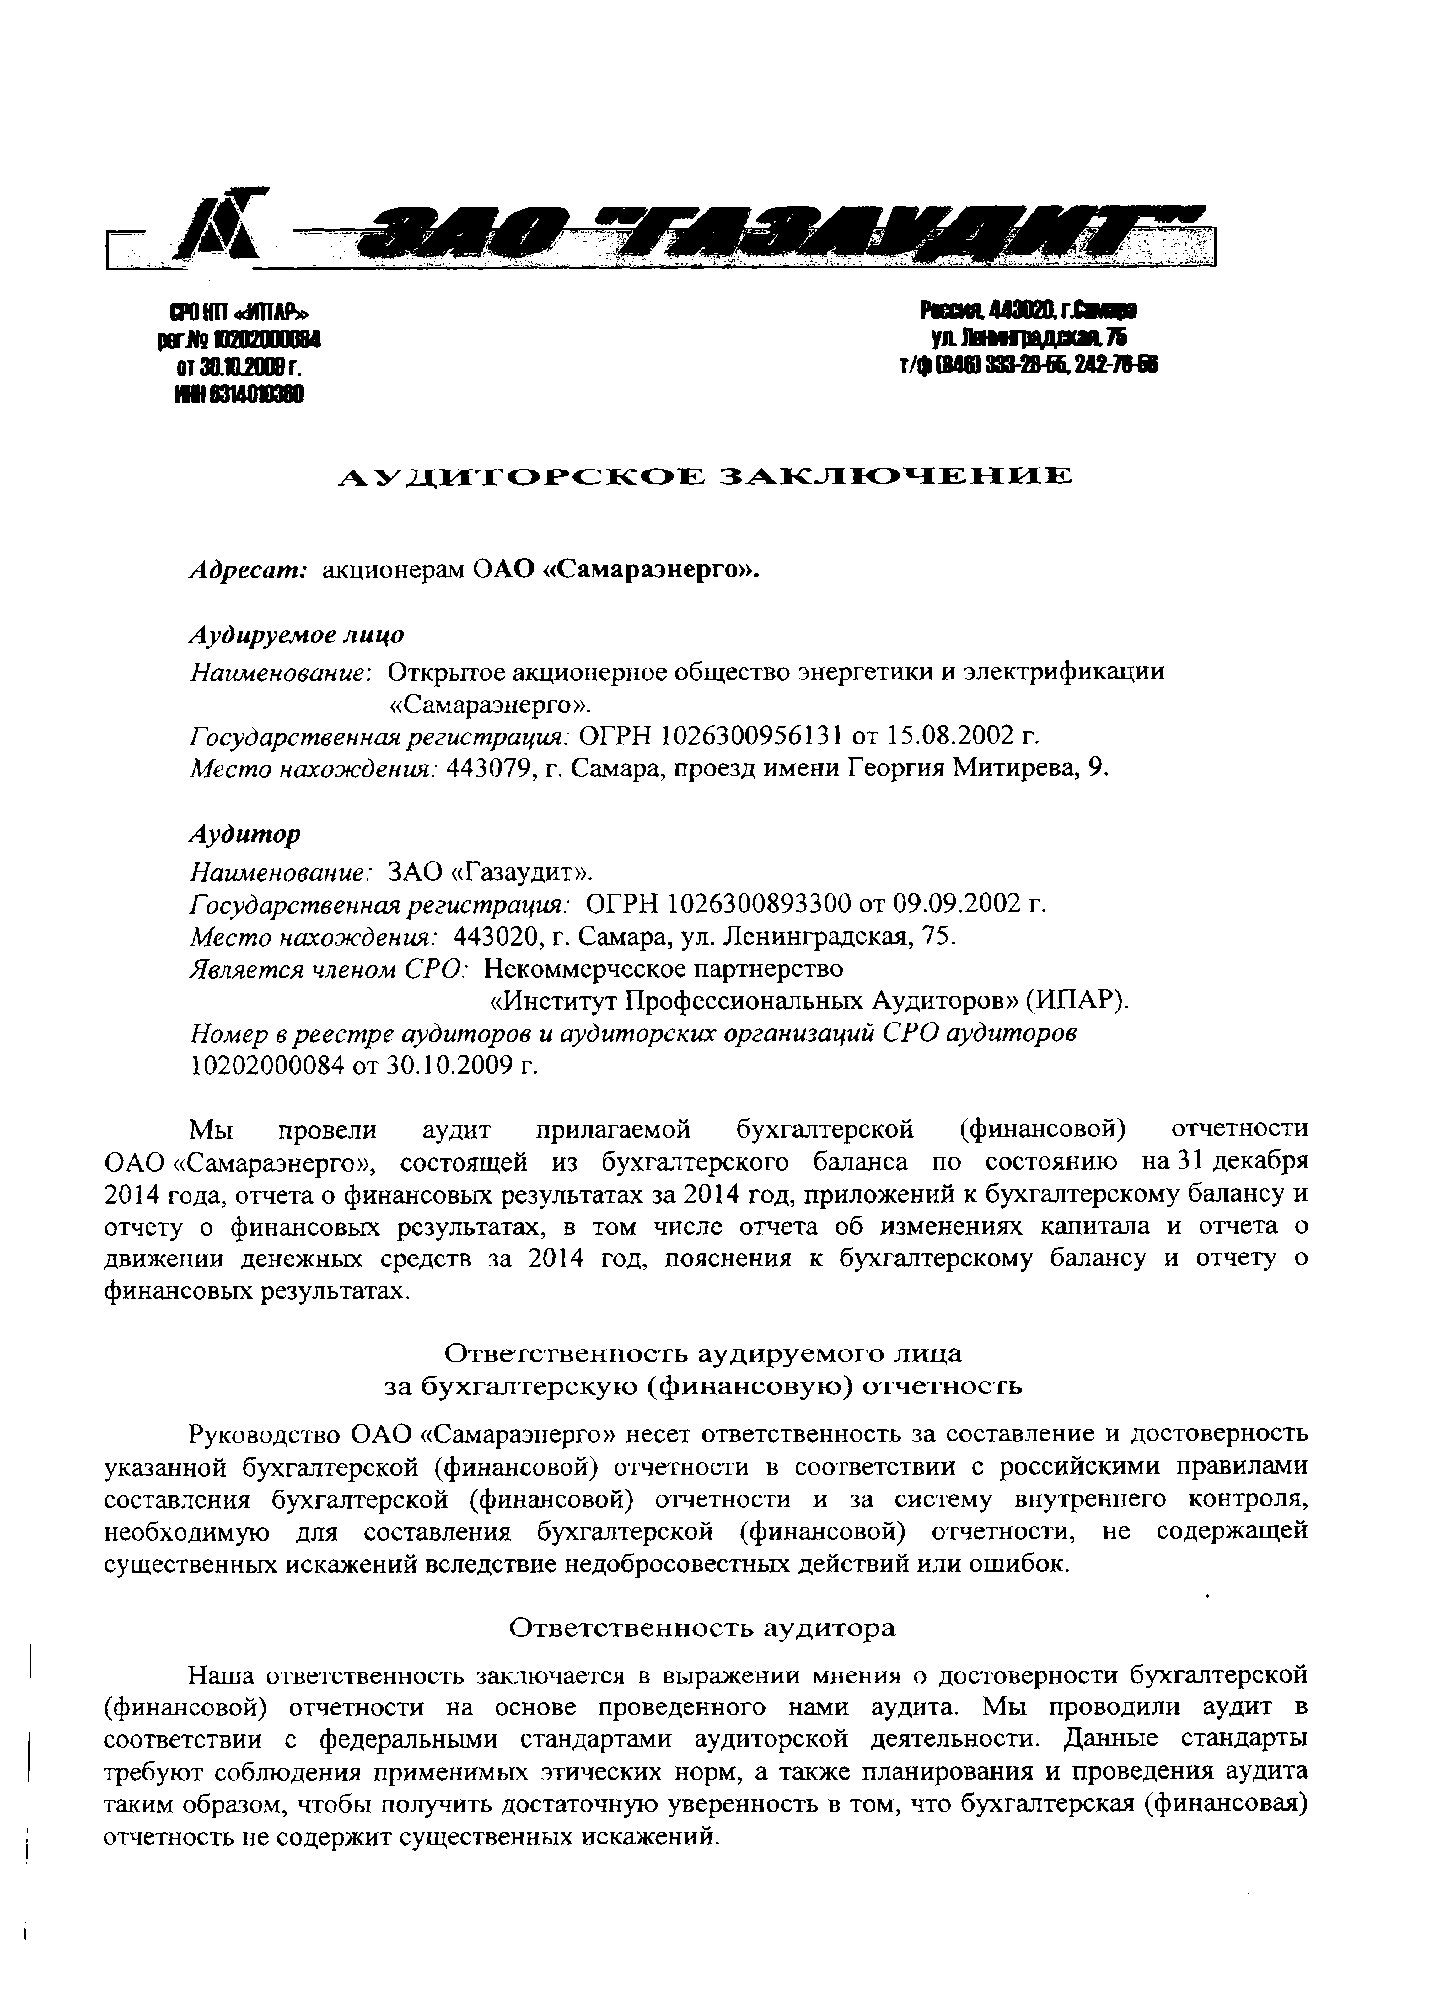 ЗАО "ГАЗАУДИТ"
СРО НП «ИПАР»
рег.№ 10202000084
от 30.10.2009 г.
ИНН 6314010360
Россия, 443020, г.Самара
ул. Ленинградская, 75
т/ф (846)
АУДИТОРСКОЕ ЗАКЛЮЧЕНИЕ
Адресат: акционерам ОАО «Самараэнерго».
Аудируемое лицо
Наименование: Открытое акционерное общество энергетики и электрификации
«Самараэнерго».
Государственная регистрация: ОГРН 1026300956131 от 15.08.2002 г.
Место нахождения: 443079, г. Самара, проезд имени Георгия Митирева, 9.
Аудитор
Наименование: ЗАО «Газаудит».
Государственная регистрация: ОГРН 1026300893300 от 09.09.2002 г.
Место нахождения: 443020, г. Самара, ул. Ленинградская, 75.
Является членом СРО: Некоммерческое партнерство
«Институт Профессиональных Аудиторов» (ИПАР).
Номер в реестре аудиторов и аудиторских организаций СРО аудиторов
10202000084 от 30.10.2009 г.
Мы провели аудит прилагаемой бухгалтерской (финансовой) отчетности
ОАО «Самараэнерго», состоящей из бухгалтерского баланса по состоянию на 31 декабря
2014 года, отчета о финансовых результатах за 2014 год, приложений к бухгалтерскому балансу и
отчету о финансовых результатах, в том числе отчета об изменениях капитала и отчета о
движении денежных средств за 2014 год, пояснения к бухгалтерскому балансу и отчету о
финансовых результатах.
Ответственность аудируемого лица
за бухгалтерскую (финансовую) отчетность
Руководство ОАО «Самараэнерго» несет ответственность за составление и достоверность
указанной бухгалтерской (финансовой) отчетности в соответствии с российскими правилами
составления бухгалтерской (финансовой) отчетности и за систему внутреннего контроля,
необходимую для составления бухгалтерской (финансовой) отчетности, не содержащей
существенных искажений вследствие недобросовестных действий или ошибок.
Ответственность аудитора
Наша ответственность заключается в выражении мнения о достоверности бухгалтерской
(финансовой) отчетности на основе проведенного нами аудита. Мы проводили аудит в
соответствии с федеральными стандартами аудиторской деятельности. Данные стандарты
требуют соблюдения применимых этических норм, а также планирования и проведения аудита
таким образом, чтобы получить достаточную уверенность в том, что бухгалтерская (финансовая)
отчетность не содержит существенных искажений.